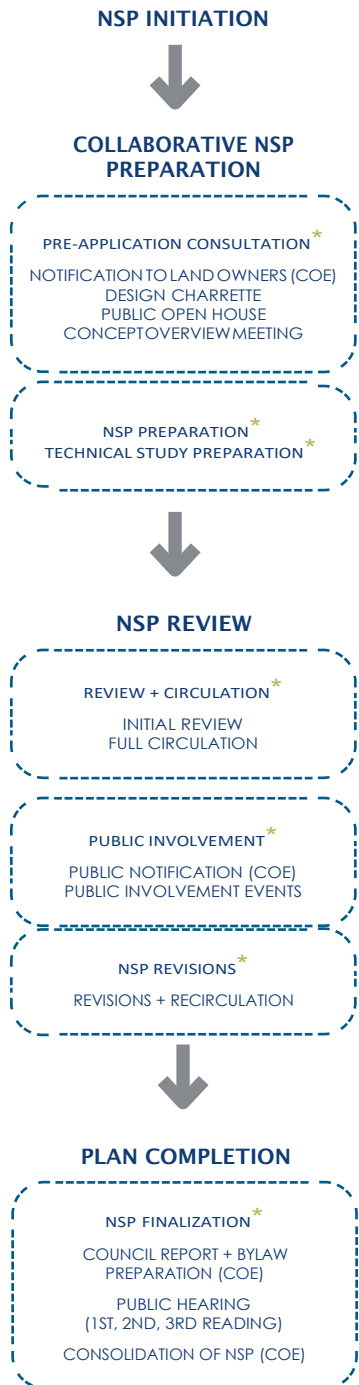 NSP INITIATION
COLLABORATIVE NSP
PREPARATION
PRE-APPLICATION CONSULTATION*
NOTIFICATION TO LAND OWNERS (COE)
DESIGN CHARRETTE
PUBLIC OPEN HOUSE
CONCEPT OVERVIEW MEETING
NSP PREPARATION*
TECHNICAL STUDY PREPARATION*
NSP REVIEW
REVIEW + CIRCULATION*
INITIAL REVIEW
FULL CIRCULATION
PUBLIC INVOLVEMENT*
PUBLIC NOTIFICATION (COE)
PUBLIC INVOLVEMENT EVENTS
NSP REVISIONS*
REVISIONS + RECIRCULATION
PLAN COMPLETION
NSP FINALIZATION*
COUNCIL REPORT + BYLAW
PREPARATION (COE)
PUBLIC HEARING
(1ST, 2ND, 3RD READING)
CONSOLIDATION OF NSP (COE)